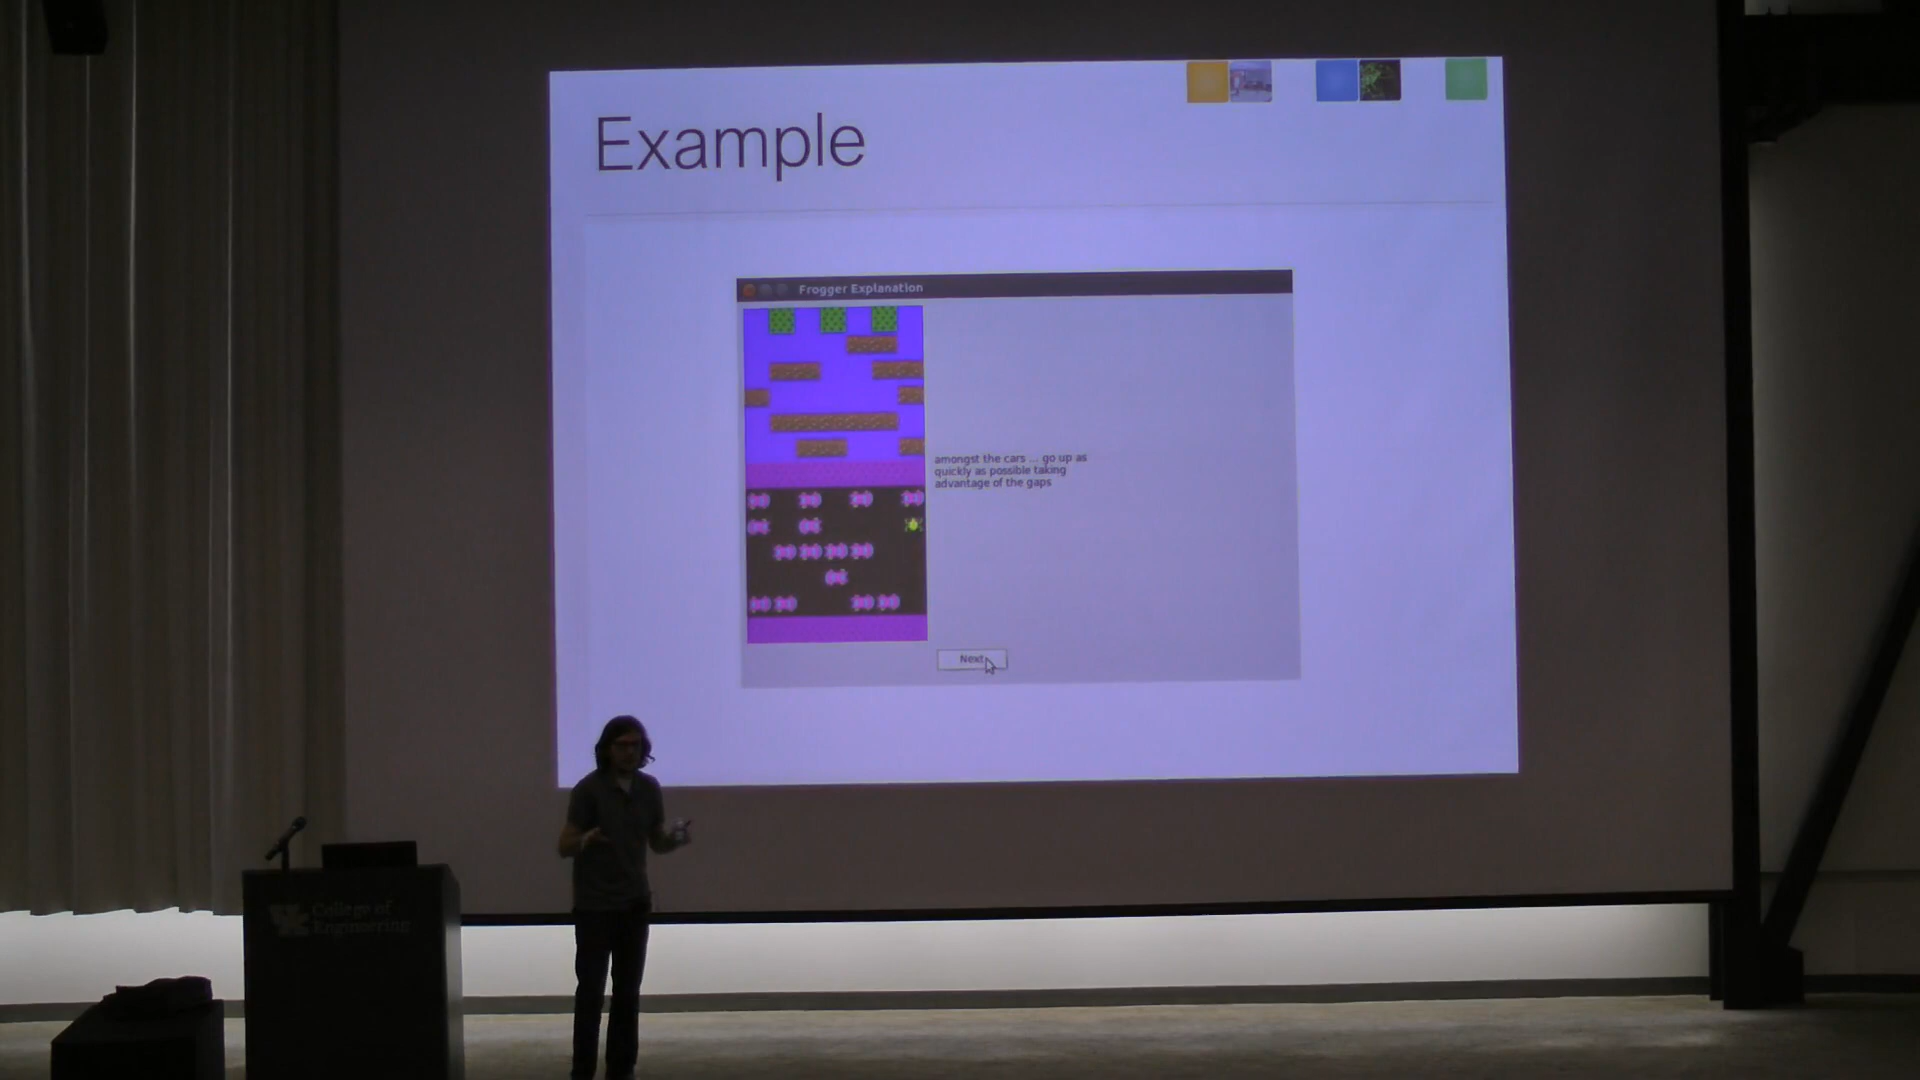 Example
Frogger Explanation
amongst the cars ... go up as
quickly as possible taking
advantage of the gaps
Next
College of
Engineering